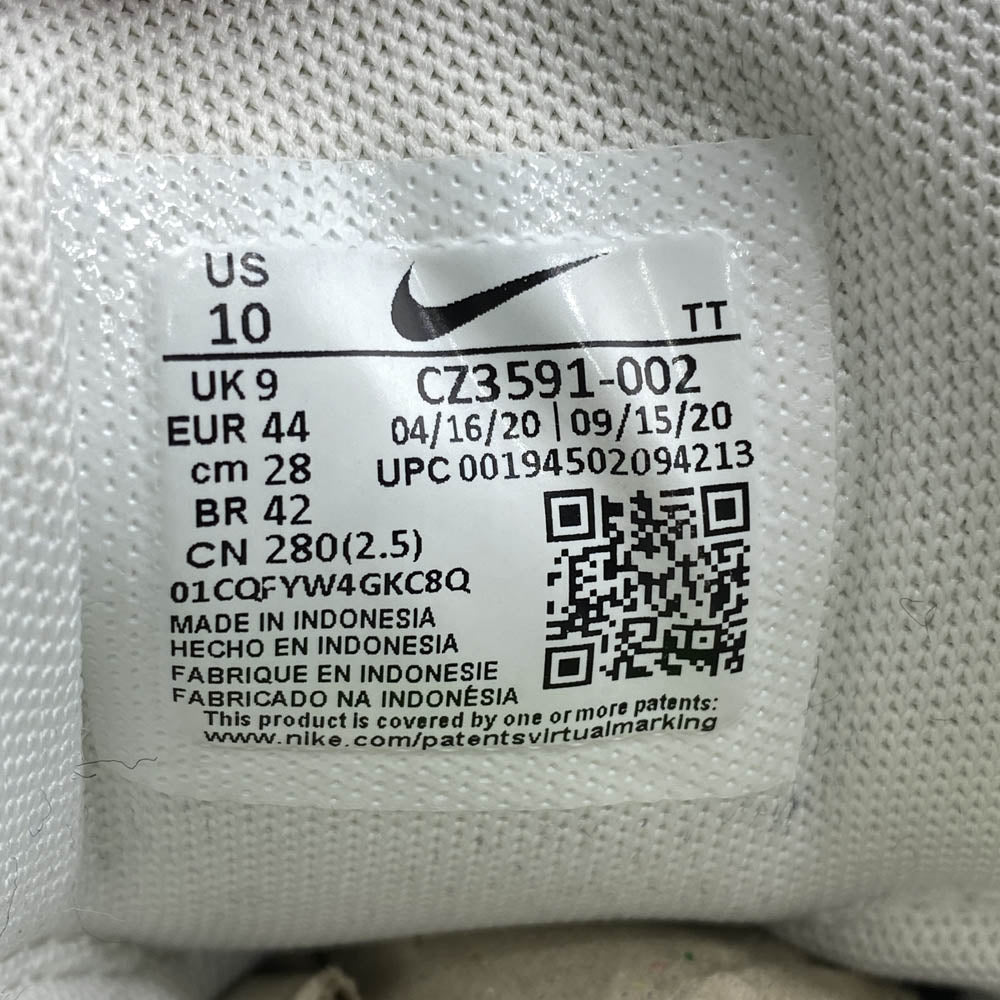 US
10
TT
UK 9
CZ3591-002
EUR 44
04/16/20 | 09/15/20
cm 28
UPC 00194502094213
BR 42
CN 280(2.5)
01CQFYW4GKC8Q
MADE IN INDONESIA
HECHO EN INDONESIA
FABRIQUE EN INDONESIE
FABRICADO NA INDONÉSIA
This product is covered by one or more patents:
www.nike.com/patentsvirtualmarking